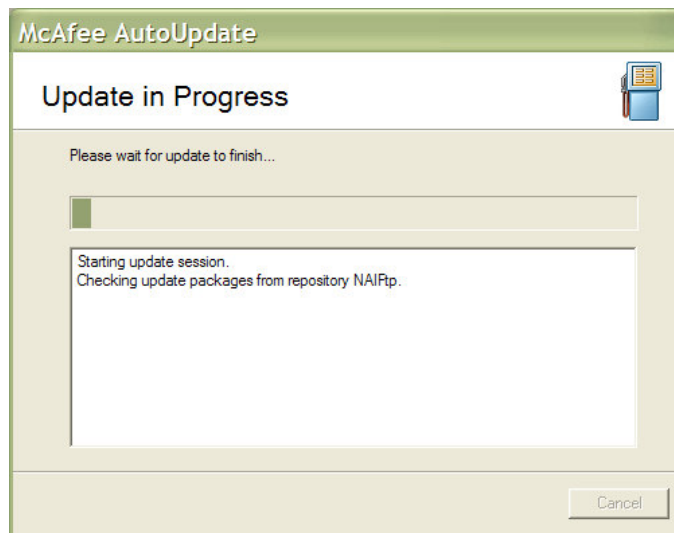 McAfee AutoUpdate
Update in Progress
Please wait for update to finish...
Starting update session.
Checking update packages from repository NAIFtp.
Cancel